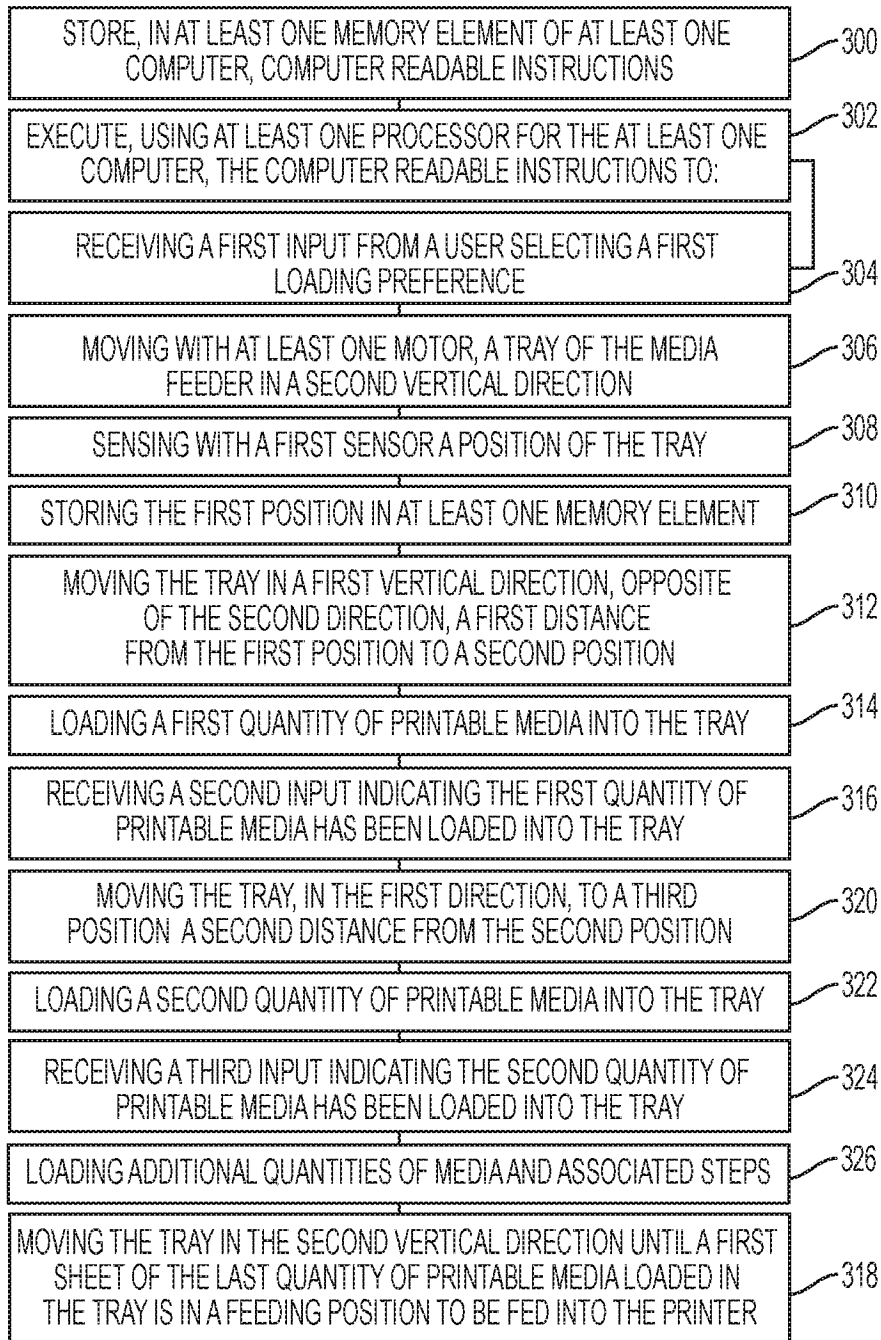 STORE, IN AT LEAST ONE MEMORY ELEMENT OF AT LEAST ONE
COMPUTER, COMPUTER READABLE INSTRUCTIONS
300
EXECUTE, USING AT LEAST ONE PROCESSOR FOR THE AT LEAST ONE
COMPUTER, THE COMPUTER READABLE INSTRUCTIONS TO:
302
RECEIVING A FIRST INPUT FROM A USER SELECTING A FIRST
LOADING PREFERENCE
304
MOVING WITH AT LEAST ONE MOTOR, A TRAY OF THE MEDIA
FEEDER IN A SECOND VERTICAL DIRECTION
306
SENSING WITH A FIRST SENSOR A POSITION OF THE TRAY
308
STORING THE FIRST POSITION IN AT LEAST ONE MEMORY ELEMENT
310
MOVING THE TRAY IN A FIRST VERTICAL DIRECTION, OPPOSITE
OF THE SECOND DIRECTION, A FIRST DISTANCE
FROM THE FIRST POSITION TO A SECOND POSITION
312
LOADING A FIRST QUANTITY OF PRINTABLE MEDIA INTO THE TRAY
314
RECEIVING A SECOND INPUT INDICATING THE FIRST QUANTITY OF
PRINTABLE MEDIA HAS BEEN LOADED INTO THE TRAY
316
MOVING THE TRAY, IN THE FIRST DIRECTION, TO A THIRD
POSITION A SECOND DISTANCE FROM THE SECOND POSITION
320
LOADING A SECOND QUANTITY OF PRINTABLE MEDIA INTO THE TRAY
322
RECEIVING A THIRD INPUT INDICATING THE SECOND QUANTITY OF
PRINTABLE MEDIA HAS BEEN LOADED INTO THE TRAY
324
LOADING ADDITIONAL QUANTITIES OF MEDIA AND ASSOCIATED STEPS
326
MOVING THE TRAY IN THE SECOND VERTICAL DIRECTION UNTIL A FIRST
SHEET OF THE LAST QUANTITY OF PRINTABLE MEDIA LOADED IN
THE TRAY IS IN A FEEDING POSITION TO BE FED INTO THE PRINTER
318